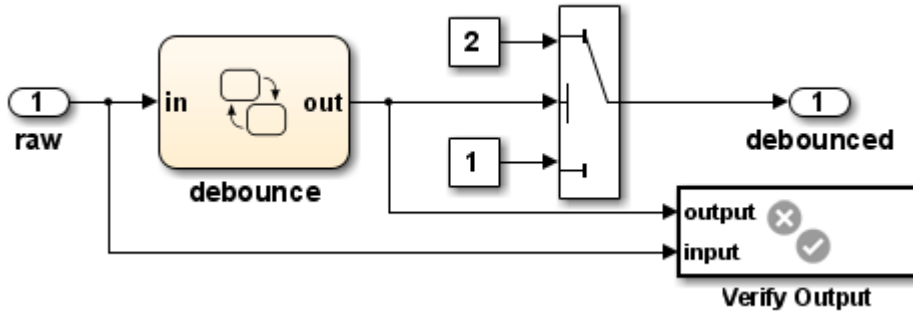 2
1
raw
in
out
debounce
1
1
debounced
output
input
Verify Output